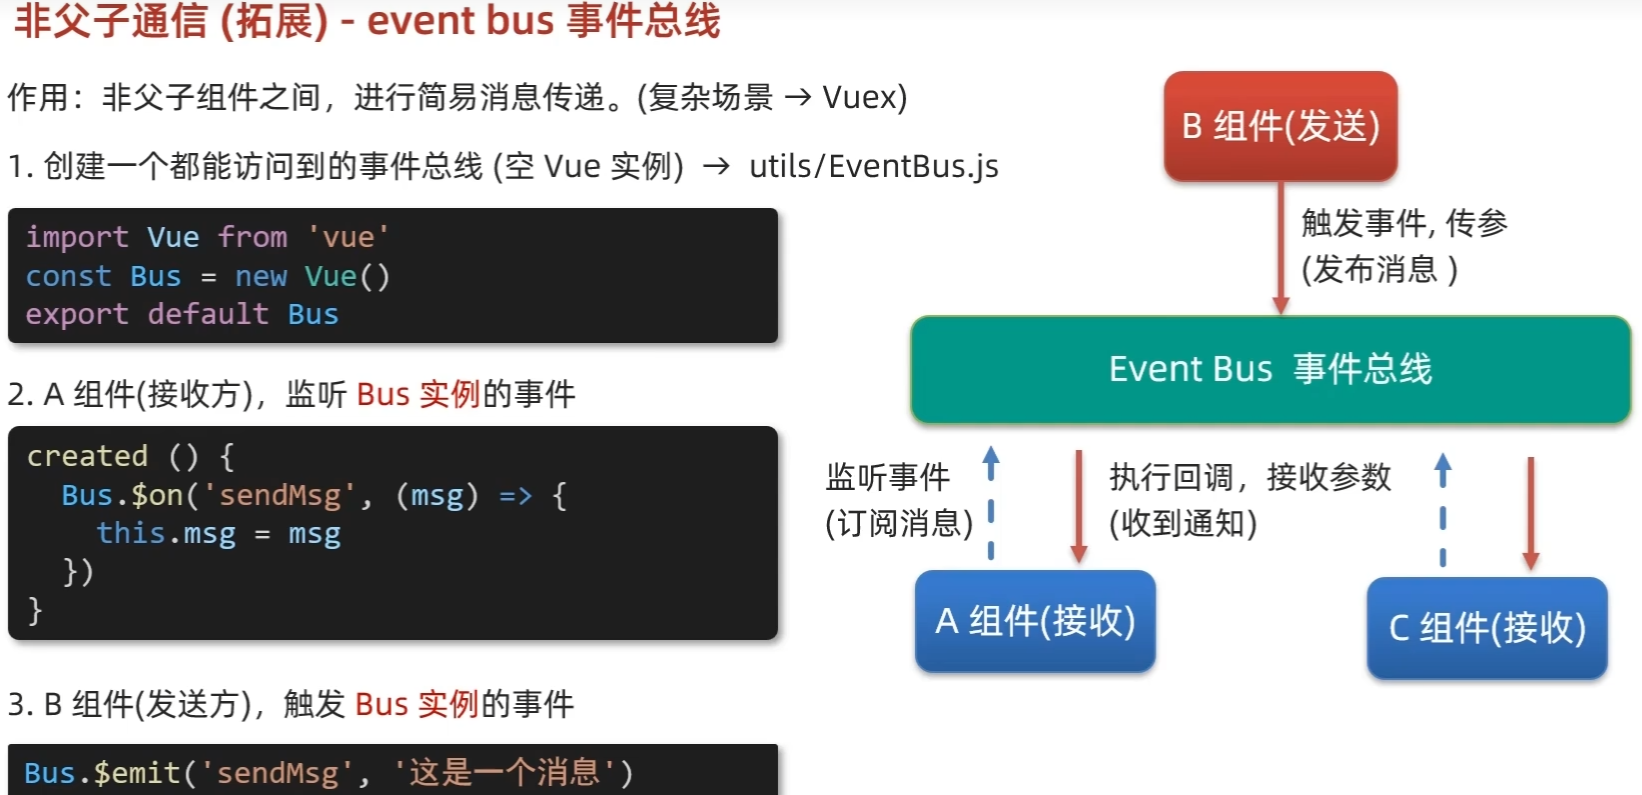 非父子通信 (拓展) - event bus 事件总线
作用：非父子组件之间，进行简易消息传递。(复杂场景 → Vuex)
1. 创建一个都能访问到的事件总线 (空 Vue 实例) → utils/EventBus.js
import Vue from 'vue'
const Bus = new Vue()
export default Bus
2. A 组件(接收方)，监听 Bus 实例的事件
created () {
  Bus.$on('sendMsg', (msg) => {
    this.msg = msg
  })
}
3. B 组件(发送方)，触发 Bus 实例的事件
Bus.$emit('sendMsg', '这是一个消息')
B 组件(发送)
触发事件, 传参
(发布消息 )
Event Bus 事件总线
监听事件
(订阅消息)
执行回调，接收参数
(收到通知)
A 组件(接收)
C 组件(接收)